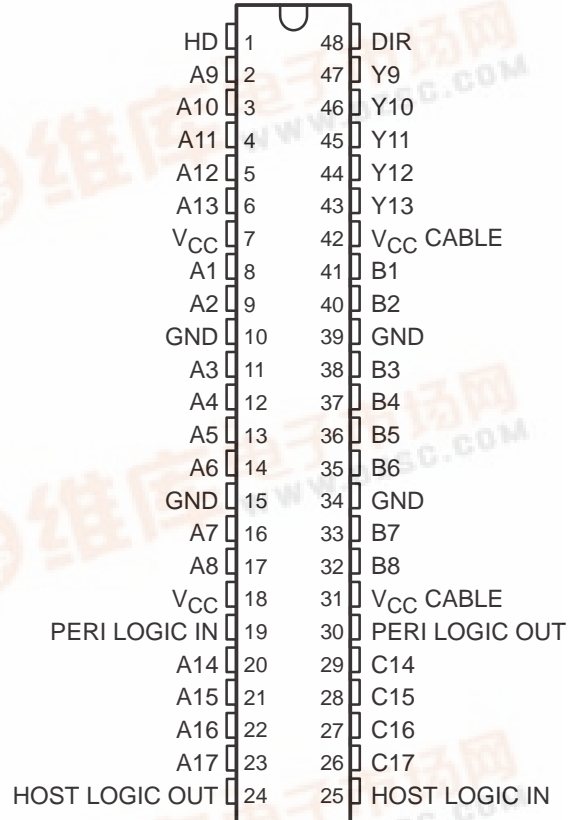 HD 1 48 DIR
A9 2 47 Y9
A10 3 46 Y10
A11 4 45 Y11
A12 5 44 Y12
A13 6 43 Y13
VCC 7 42 VCC CABLE
A1 8 41 B1
A2 9 40 B2
GND 10 39 GND
A3 11 38 B3
A4 12 37 B4
A5 13 36 B5
A6 14 35 B6
GND 15 34 GND
A7 16 33 B7
A8 17 32 B8
VCC 18 31 VCC CABLE
PERI LOGIC IN 19 30 PERI LOGIC OUT
A14 20 29 C14
A15 21 28 C15
A16 22 27 C16
A17 23 26 C17
HOST LOGIC OUT 24 25 HOST LOGIC IN